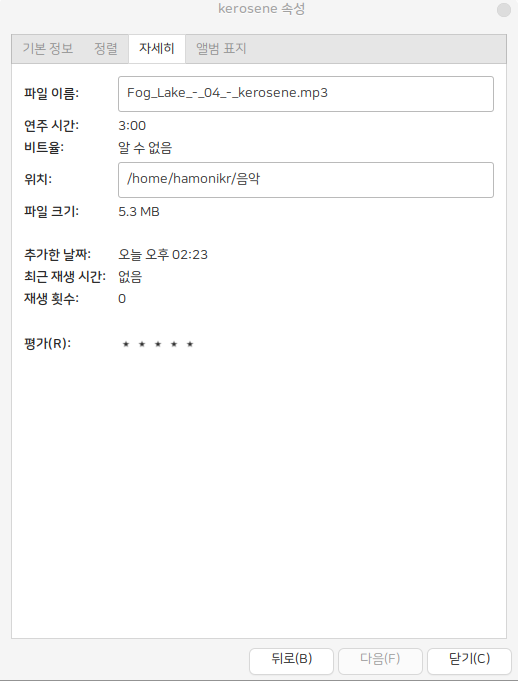 kerosene 속성
기본 정보 정렬 자세히 앨범 표지
파일 이름: Fog_Lake_-_04_-_kerosene.mp3
연주 시간: 3:00
비트율: 알 수 없음
위치: /home/hamonikr/음악
파일 크기: 5.3 MB
추가한 날짜: 오늘 오후 02:23
최근 재생 시간: 없음
재생 횟수: 0
평가(R): ★ ★ ★ ★ ★
뒤로(B) 다음(F) 닫기(C)